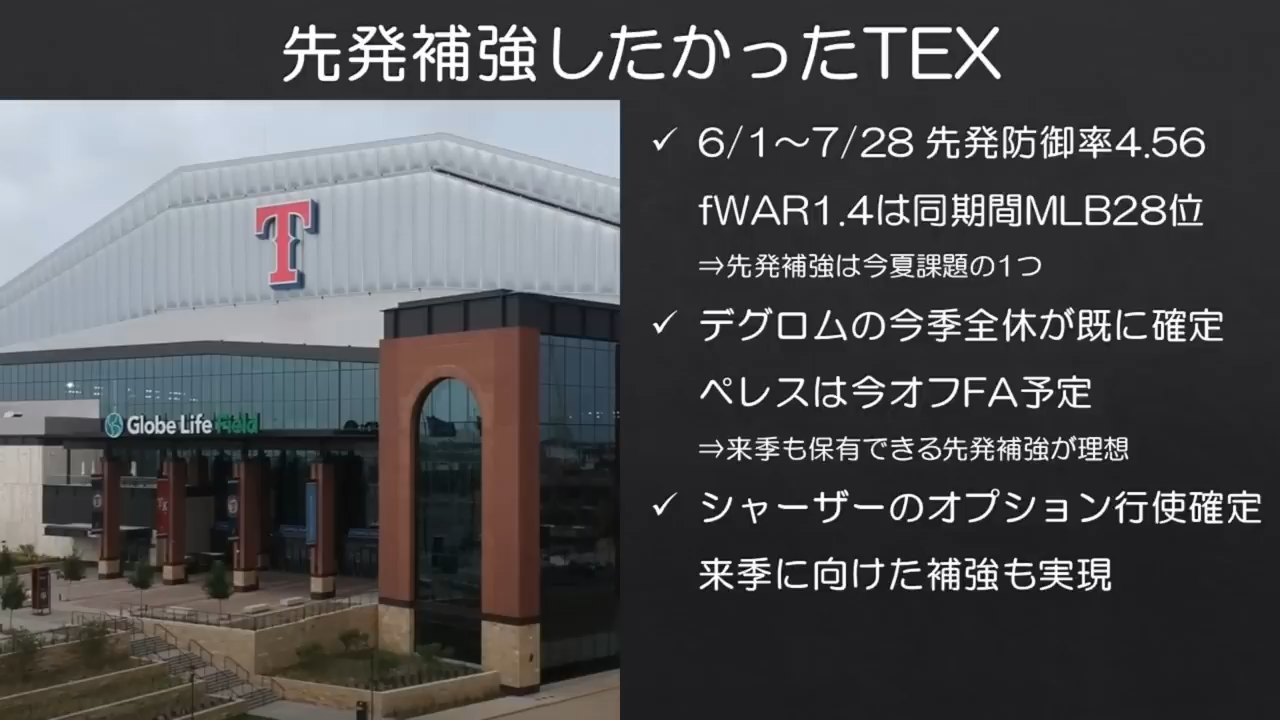 先発補強したかったTEX
T
Globe Life Field
✓ 6/1～7/28 先発防御率4.56
fWAR1.4は同期間MLB28位
⇒先発補強は今夏課題の1つ
✓ デグロムの今季全休が既に確定
ペレスは今オフFA予定
⇒来季も保有できる先発補強が理想
✓ シャーザーのオプション行使確定
来季に向けた補強も実現